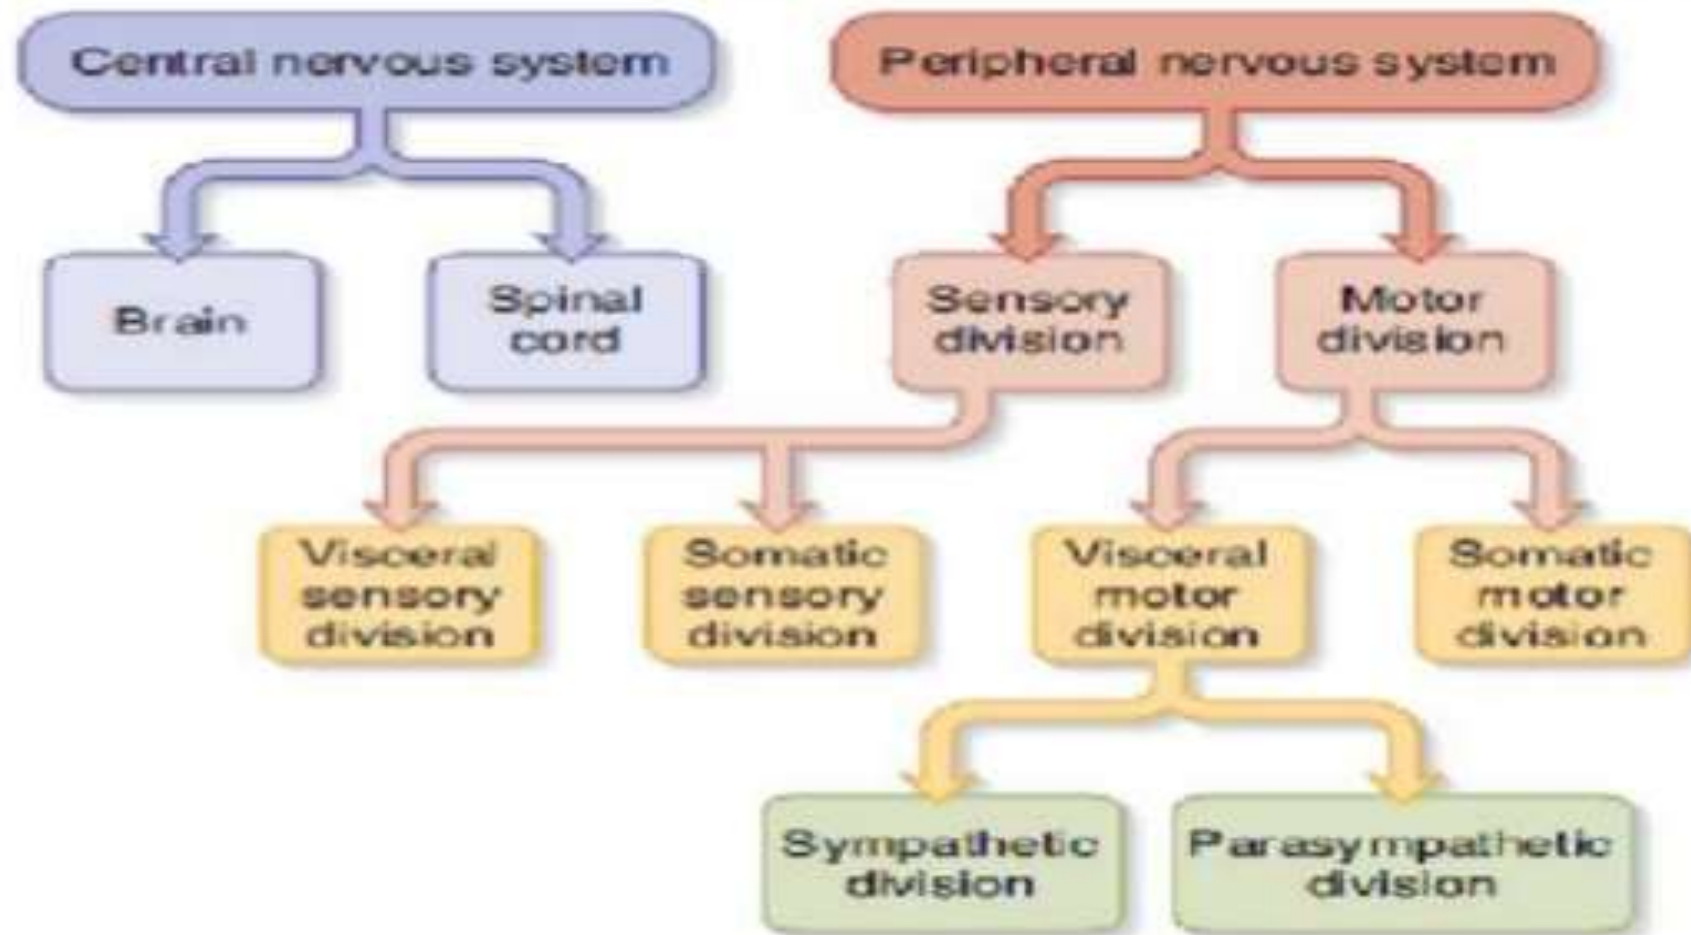 Central nervous system
Peripheral nervous system
Brain
Spinal
cord
Sensory
division
Motor
division
Visceral
sensory
division
Somatic
sensory
division
Visceral
motor
division
Somatic
motor
division
Sympathetic
division
Parasympathetic
division